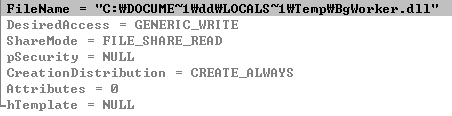 FileName = "C:₩DOCUME~1₩dd₩LOCALS~1₩Temp₩BgWorker.dll"
DesiredAccess = GENERIC_WRITE
ShareMode = FILE_SHARE_READ
pSecurity = NULL
CreationDistribution = CREATE_ALWAYS
Attributes = 0
hTemplate = NULL